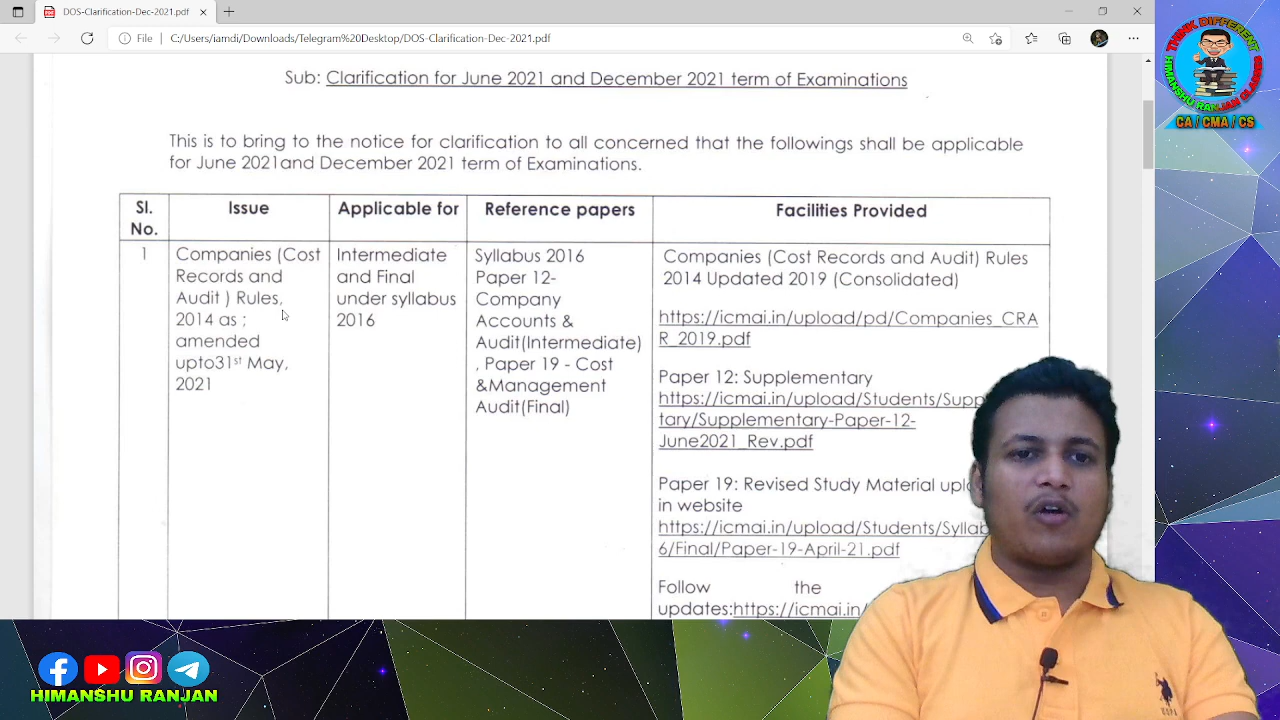 DOS-Clarification-Dec-2021.pdf
File
C:/Users/iamdi/Downloads/Telegram%20Desktop/DOS-Clarification-Dec-2021.pdf
Sub: Clarification for June 2021 and December 2021 term of Examinations
This is to bring to the notice for clarification to all concerned that the followings shall be applicable
for June 2021and December 2021 term of Examinations.
Sl.
No.
Issue
Applicable for
Reference papers
Facilities Provided
1
Companies (Cost
Records and
Audit ) Rules,
2014 as ;
amended
upto31st May,
2021
Intermediate
and Final
under syllabus
2016
Syllabus 2016
Paper 12-
Company
Accounts &
Audit(Intermediate)
, Paper 19 - Cost
&Management
Audit(Final)
Companies (Cost Records and Audit) Rules
2014 Updated 2019 (Consolidated)
https://icmai.in/upload/pd/Companies_CRA
R_2019.pdf
Paper 12: Supplementary
https://icmai.in/upload/Students/Supp
tary/Supplementary-Paper-12-
June2021_Rev.pdf
Paper 19: Revised Study Material uplo
in website
https://icmai.in/upload/Students/Syllab
6/Final/Paper-19-April-21.pdf
Follow the
updates:https://icmai.in/
THINK DIFFERENT
HIMANSHU RANJAN CLASSES
CA / CMA / CS
HIMANSHU RANJAN
USPA